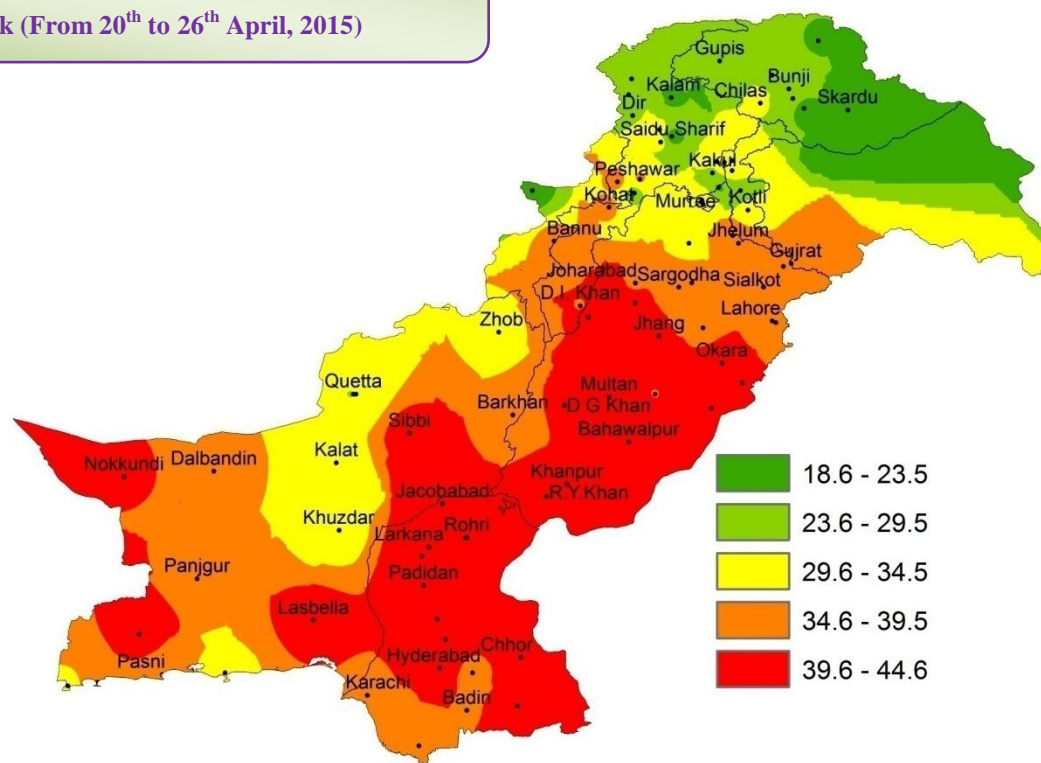 k (From 20th to 26th April, 2015)
Gupis
Bunji
Kalam
Chilas
Skardu
Dir
Saidu Sharif
Kakul
Peshawar
Kohat
Murree
Kotli
Bannu
Jhelum
Gujrat
Joharabad
Sargodha
Sialkot
D I. Khan
Lahore
Zhob
Jhang
Okara
Quetta
Multan
Barkhan
D G Khan
Sibbi
Bahawalpur
Kalat
Nokkundi
Dalbandin
Khanpur
18.6 - 23.5
Jacobabad
R.Y.Khan
Khuzdar
Rohri
23.6 - 29.5
Larkana
Panjgur
Padidan
29.6 - 34.5
Lasbella
34.6 - 39.5
Chhor
Pasni
Hyderabad
39.6 - 44.6
Karachi
Badin